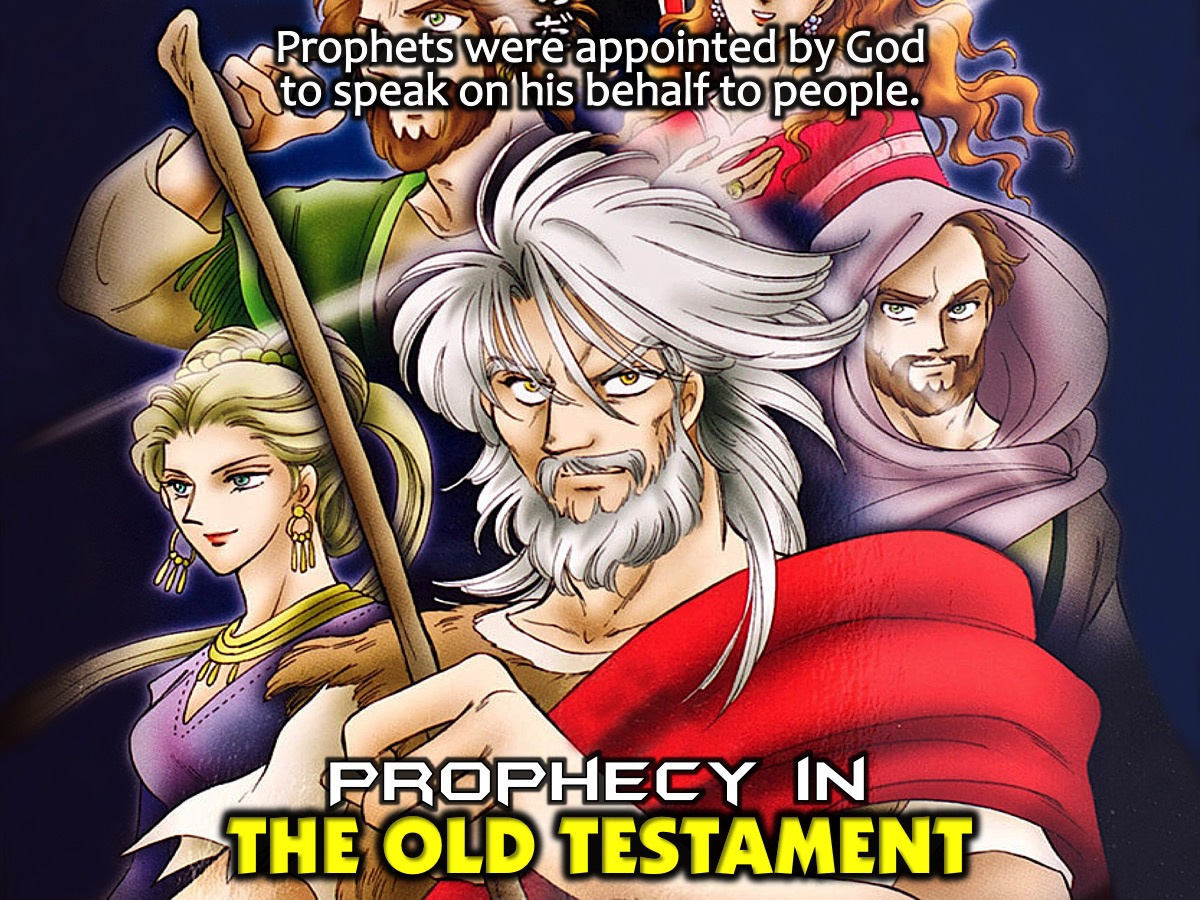 Prophets were appointed by God
to speak on his behalf to people.
PROPHECY IN
THE OLD TESTAMENT